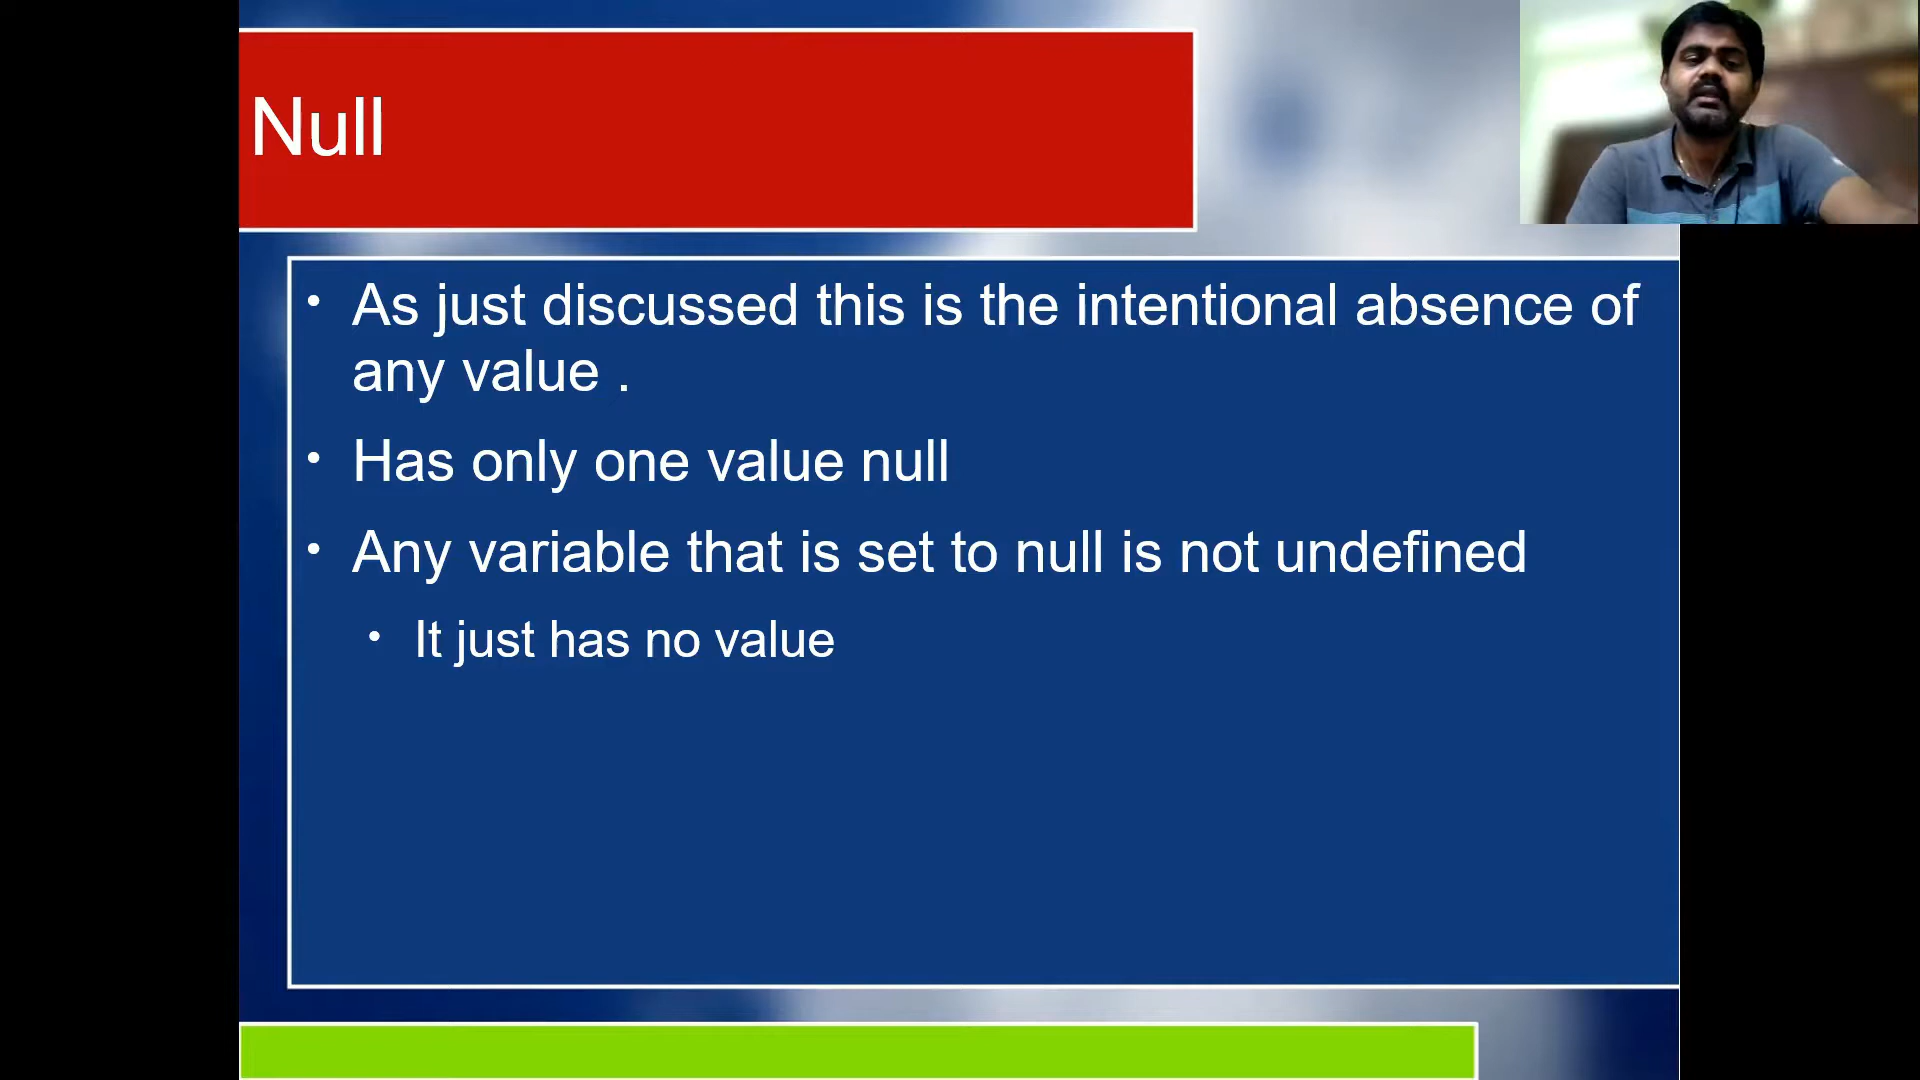 Null
• As just discussed this is the intentional absence of
any value .
• Has only one value null
• Any variable that is set to null is not undefined
• It just has no value